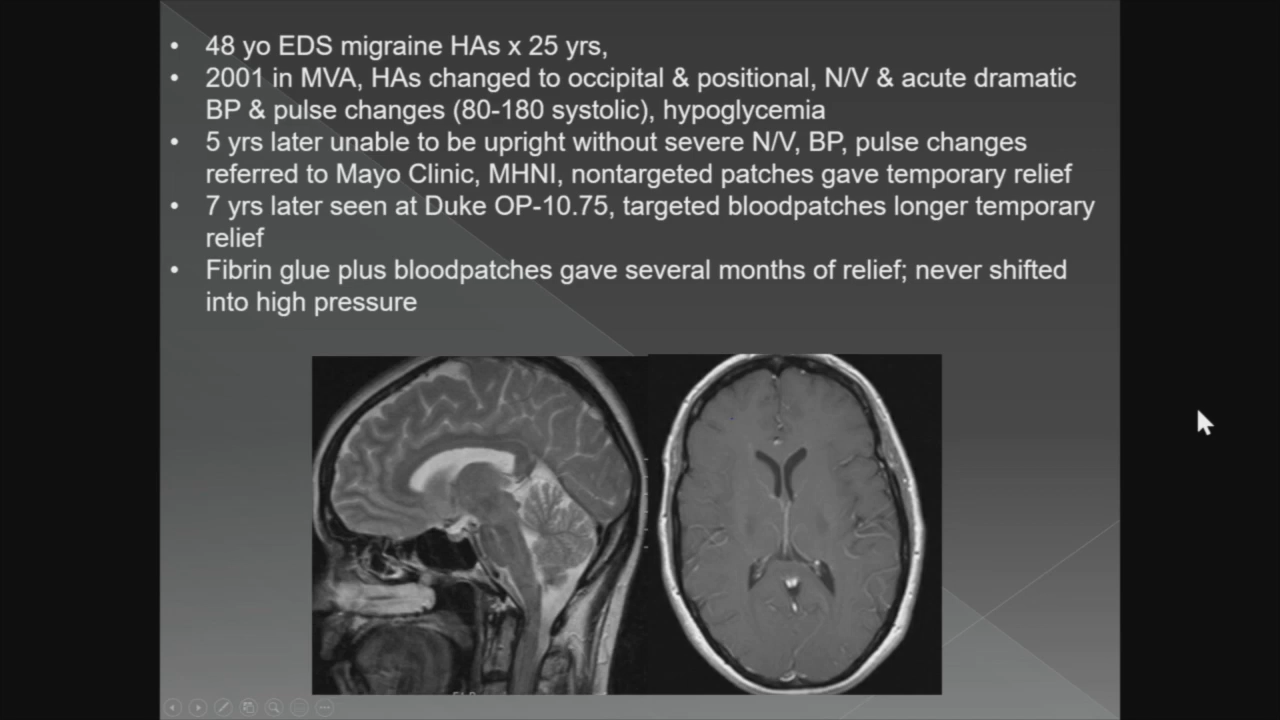 • 48 yo EDS migraine HAs x 25 yrs,
• 2001 in MVA, HAs changed to occipital & positional, N/V & acute dramatic
BP & pulse changes (80-180 systolic), hypoglycemia
• 5 yrs later unable to be upright without severe N/V, BP, pulse changes
referred to Mayo Clinic, MHNI, nontargeted patches gave temporary relief
• 7 yrs later seen at Duke OP-10.75, targeted bloodpatches longer temporary
relief
• Fibrin glue plus bloodpatches gave several months of relief; never shifted
into high pressure